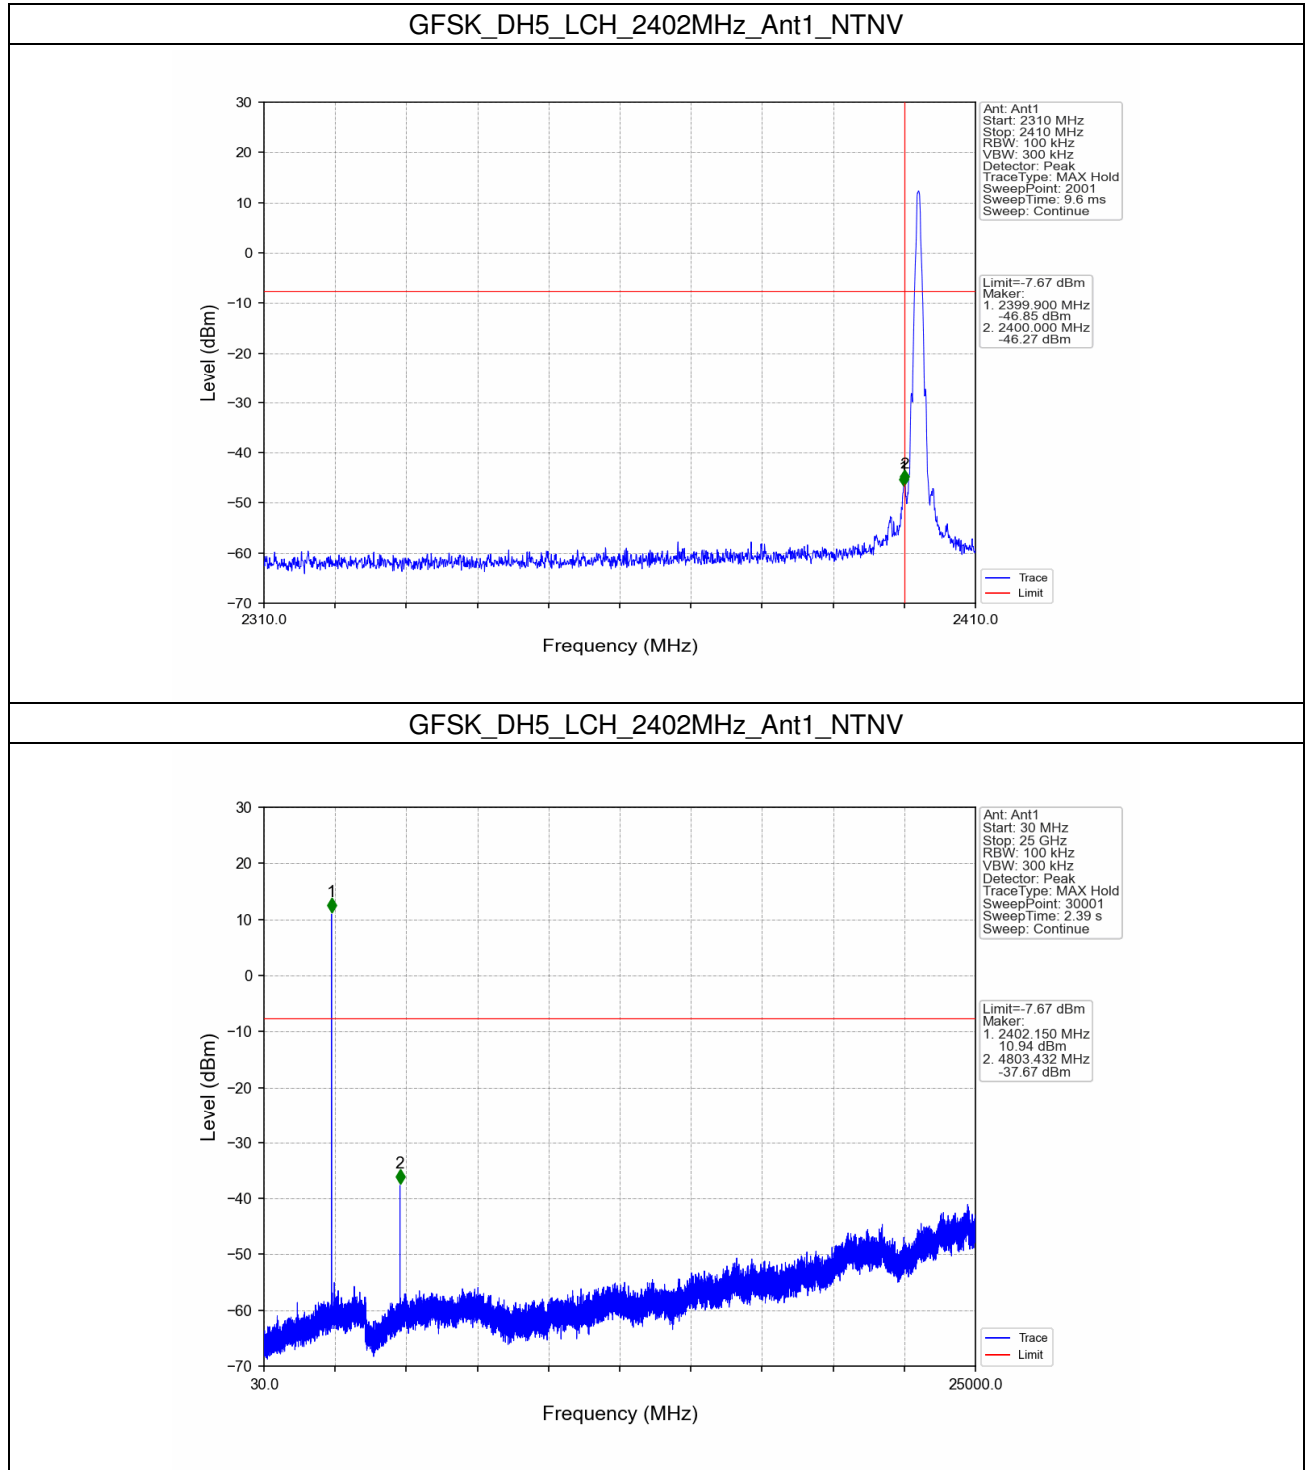 GFSK_DH5_LCH_2402MHz_Ant1_NTNV
30
20
10
0
−10
−20
−30
−40
−50
−60
−70
Level (dBm)
2310.0
2410.0
Frequency (MHz)
2
Ant: Ant1
Start: 2310 MHz
Stop: 2410 MHz
RBW: 100 kHz
VBW: 300 kHz
Detector: Peak
TraceType: MAX Hold
SweepPoint: 2001
SweepTime: 9.6 ms
Sweep: Continue
Limit=-7.67 dBm
Maker:
1. 2399.900 MHz
-46.85 dBm
2. 2400.000 MHz
-46.27 dBm
Trace
Limit
GFSK_DH5_LCH_2402MHz_Ant1_NTNV
30
20
10
0
−10
−20
−30
−40
−50
−60
−70
Level (dBm)
30.0
25000.0
Frequency (MHz)
1
2
Ant: Ant1
Start: 30 MHz
Stop: 25 GHz
RBW: 100 kHz
VBW: 300 kHz
Detector: Peak
TraceType: MAX Hold
SweepPoint: 30001
SweepTime: 2.39 s
Sweep: Continue
Limit=-7.67 dBm
Maker:
1. 2402.150 MHz
10.94 dBm
2. 4803.432 MHz
-37.67 dBm
Trace
Limit